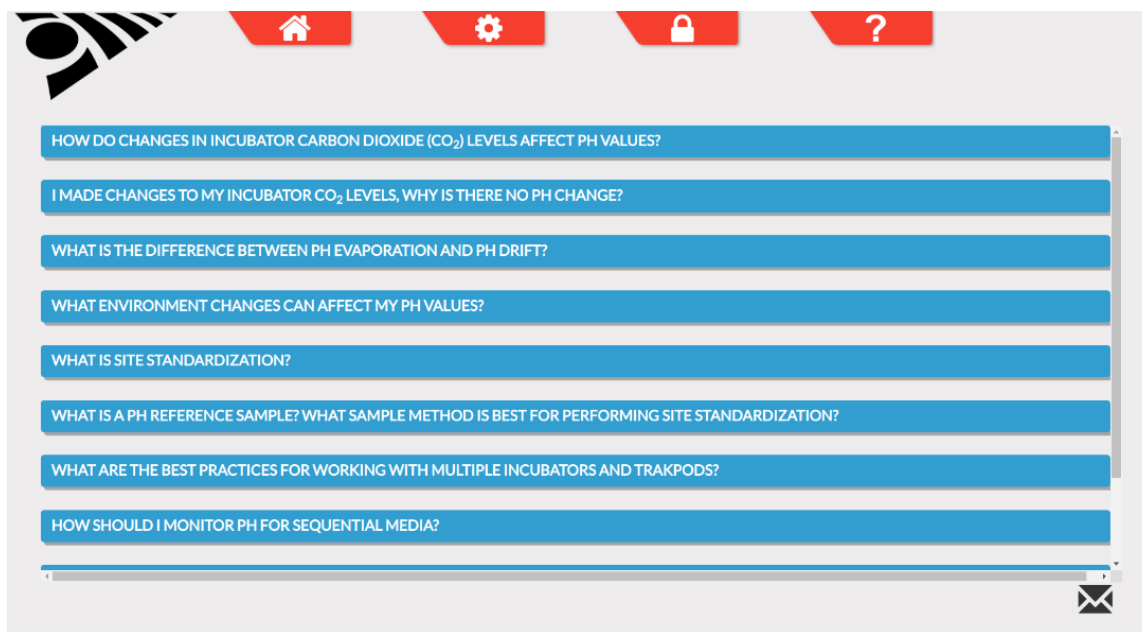 ?
HOW DO CHANGES IN INCUBATOR CARBON DIOXIDE (CO₂) LEVELS AFFECT PH VALUES?
I MADE CHANGES TO MY INCUBATOR CO₂ LEVELS, WHY IS THERE NO PH CHANGE?
WHAT IS THE DIFFERENCE BETWEEN PH EVAPORATION AND PH DRIFT?
WHAT ENVIRONMENT CHANGES CAN AFFECT MY PH VALUES?
WHAT IS SITE STANDARDIZATION?
WHAT IS A PH REFERENCE SAMPLE? WHAT SAMPLE METHOD IS BEST FOR PERFORMING SITE STANDARDIZATION?
WHAT ARE THE BEST PRACTICES FOR WORKING WITH MULTIPLE INCUBATORS AND TRAKPODS?
HOW SHOULD I MONITOR PH FOR SEQUENTIAL MEDIA?